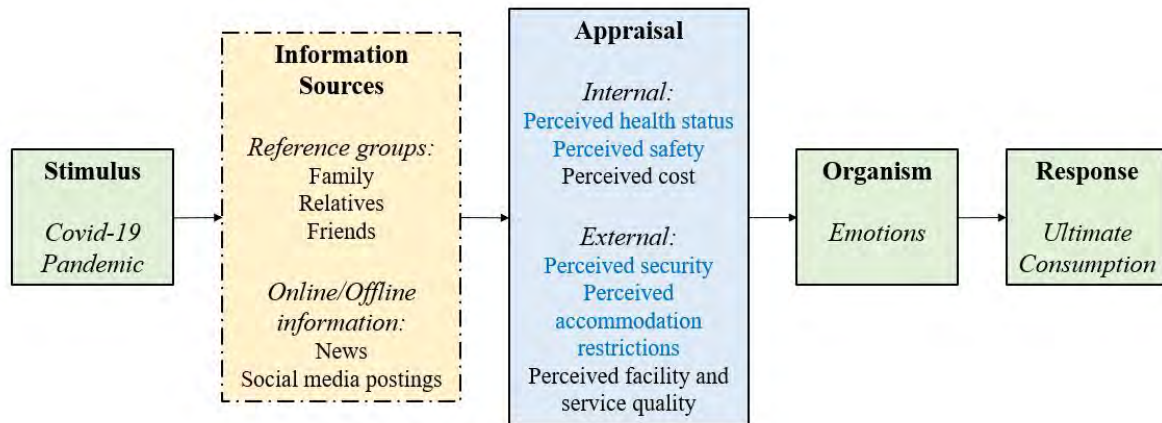 Stimulus
Covid-19
Pandemic
Information
Sources
Reference groups:
Family
Relatives
Friends
Online/Offline
information:
News
Social media postings
Appraisal
Internal:
Perceived health status
Perceived safety
Perceived cost
External:
Perceived security
Perceived
accommodation
restrictions
Perceived facility and
service quality
Organism
Emotions
Response
Ultimate
Consumption